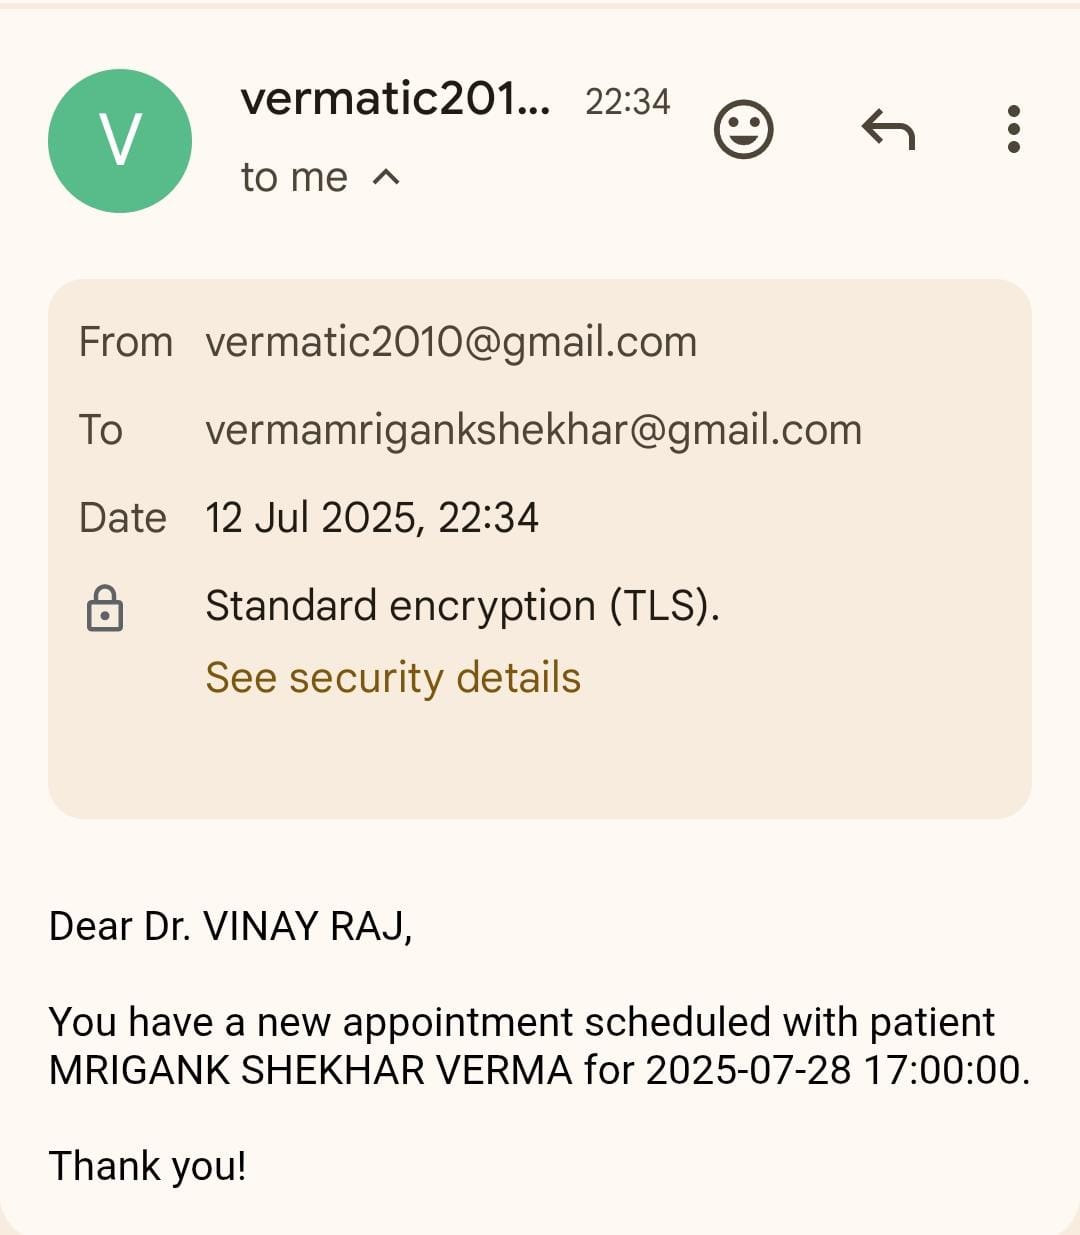 V
vermatic201... 22:34
to me
From vermatic2010@gmail.com
To vermamrigankshekhar@gmail.com
Date 12 Jul 2025, 22:34
Standard encryption (TLS).
See security details
Dear Dr. VINAY RAJ,
You have a new appointment scheduled with patient
MRIGANK SHEKHAR VERMA for 2025-07-28 17:00:00.
Thank you!